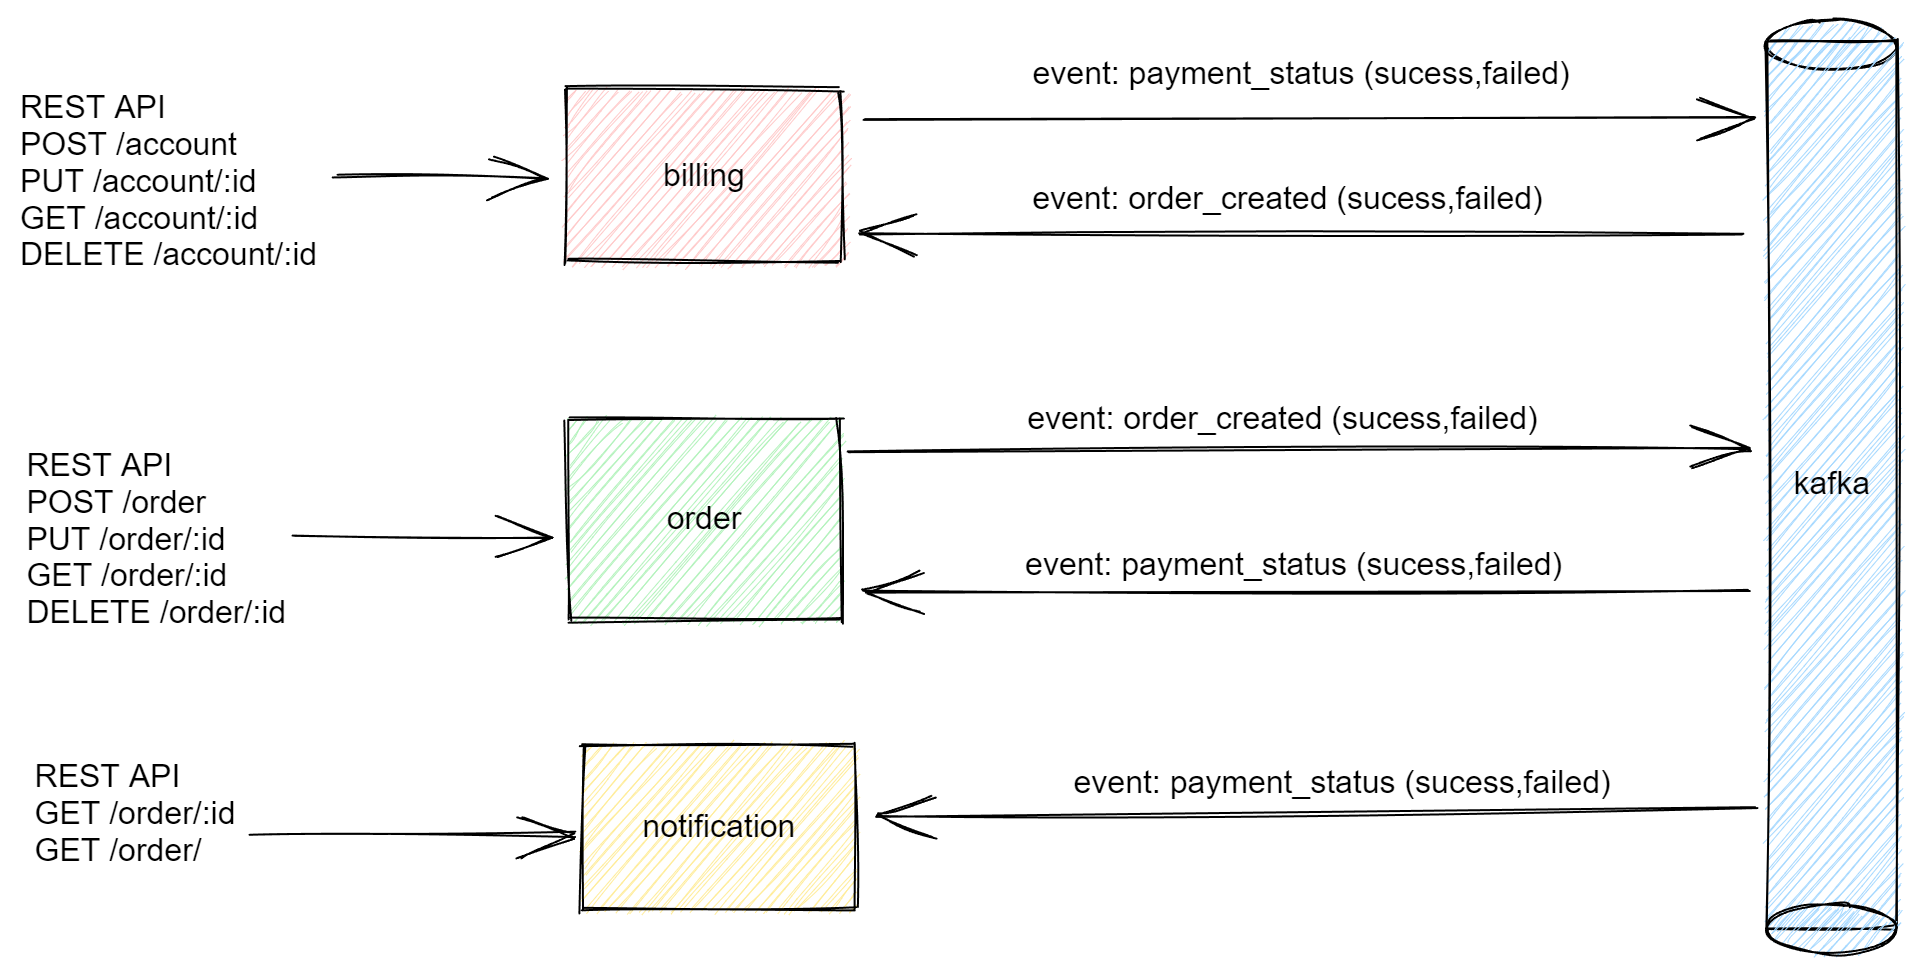 REST API
POST /account
PUT /account/:id
GET /account/:id
DELETE /account/:id
billing
event: payment_status (sucess,failed)
event: order_created (sucess,failed)
REST API
POST /order
PUT /order/:id
GET /order/:id
DELETE /order/:id
order
event: order_created (sucess,failed)
event: payment_status (sucess,failed)
kafka
REST API
GET /order/:id
GET /order/
notification
event: payment_status (sucess,failed)